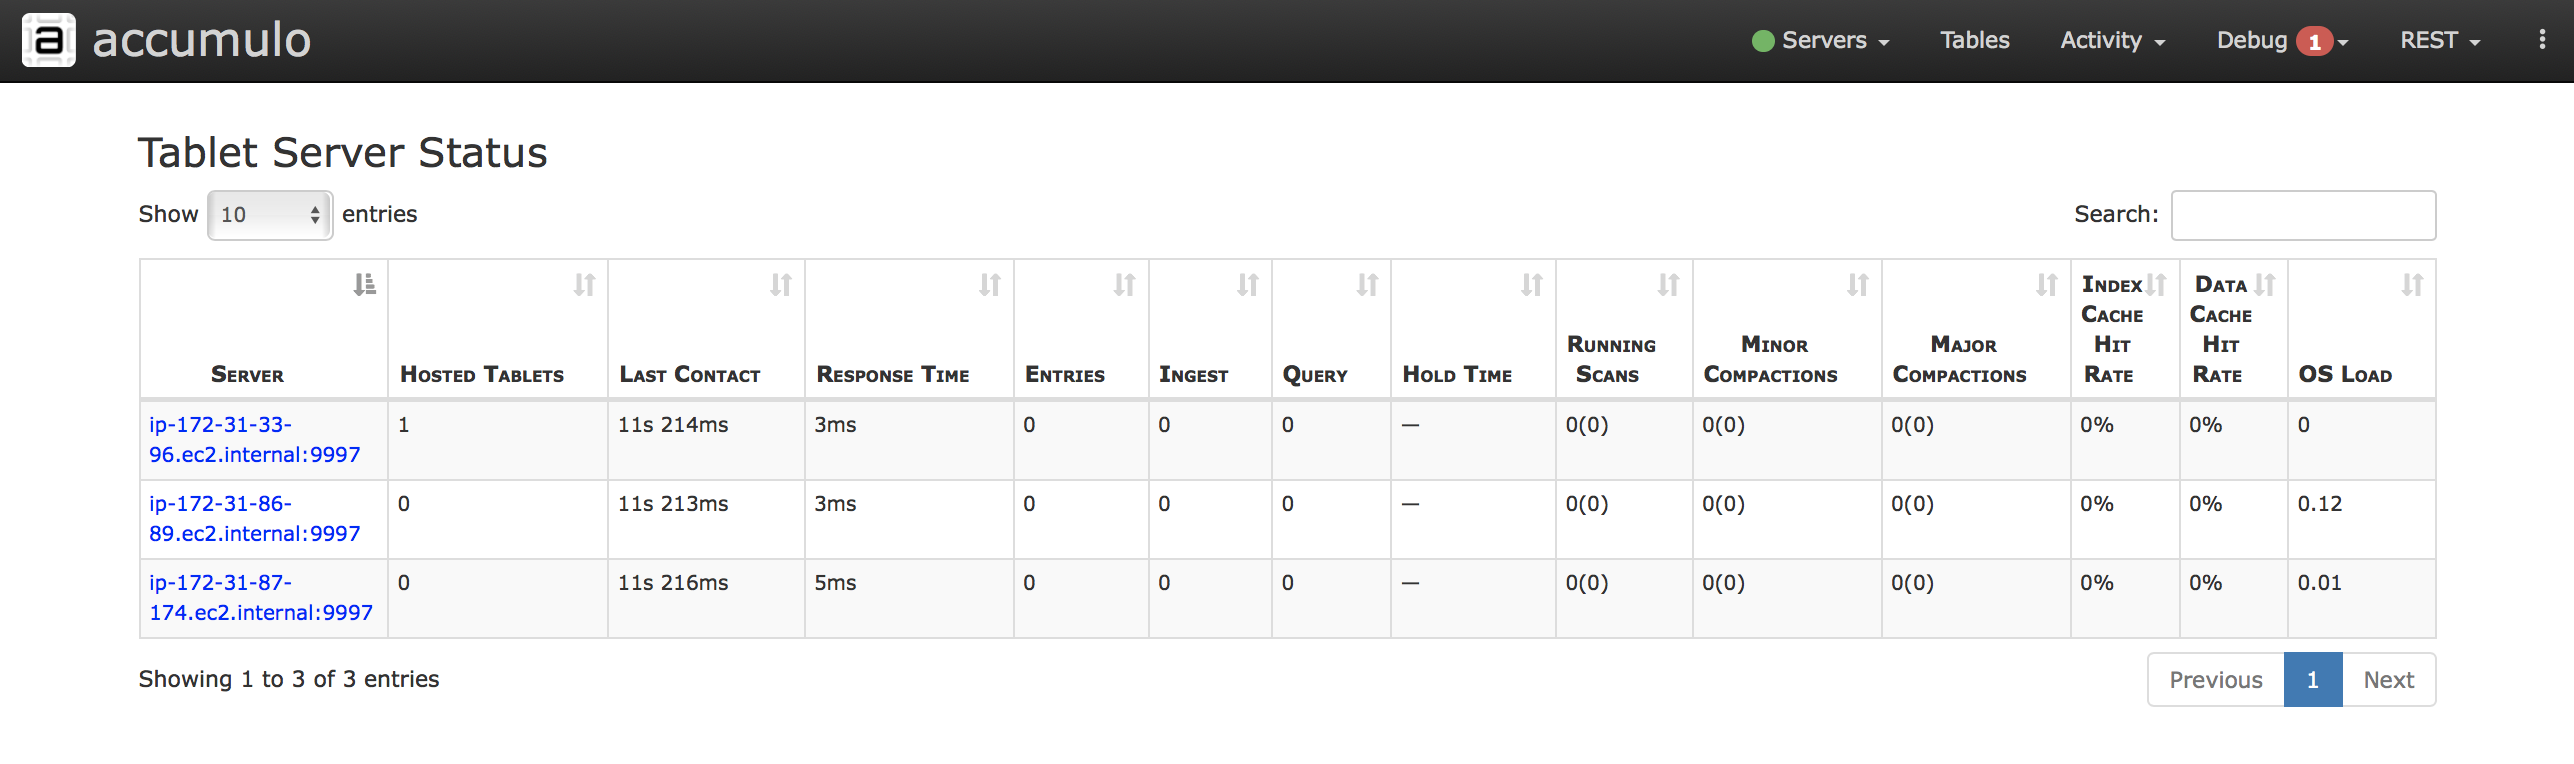 a accumulo Servers Tables Activity Debug 1 REST
Tablet Server Status
Show 10 entries Search:
Server Hosted Tablets Last Contact Response Time Entries Ingest Query Hold Time Running Scans Minor Compactions Major Compactions Index Cache Hit Rate Data Cache Hit Rate OS Load
ip-172-31-33-
96.ec2.internal:9997 1 11s 214ms 3ms 0 0 0 — 0(0) 0(0) 0(0) 0% 0% 0
ip-172-31-86-
89.ec2.internal:9997 0 11s 213ms 3ms 0 0 0 — 0(0) 0(0) 0(0) 0% 0% 0.12
ip-172-31-87-
174.ec2.internal:9997 0 11s 216ms 5ms 0 0 0 — 0(0) 0(0) 0(0) 0% 0% 0.01
Showing 1 to 3 of 3 entries Previous 1 Next